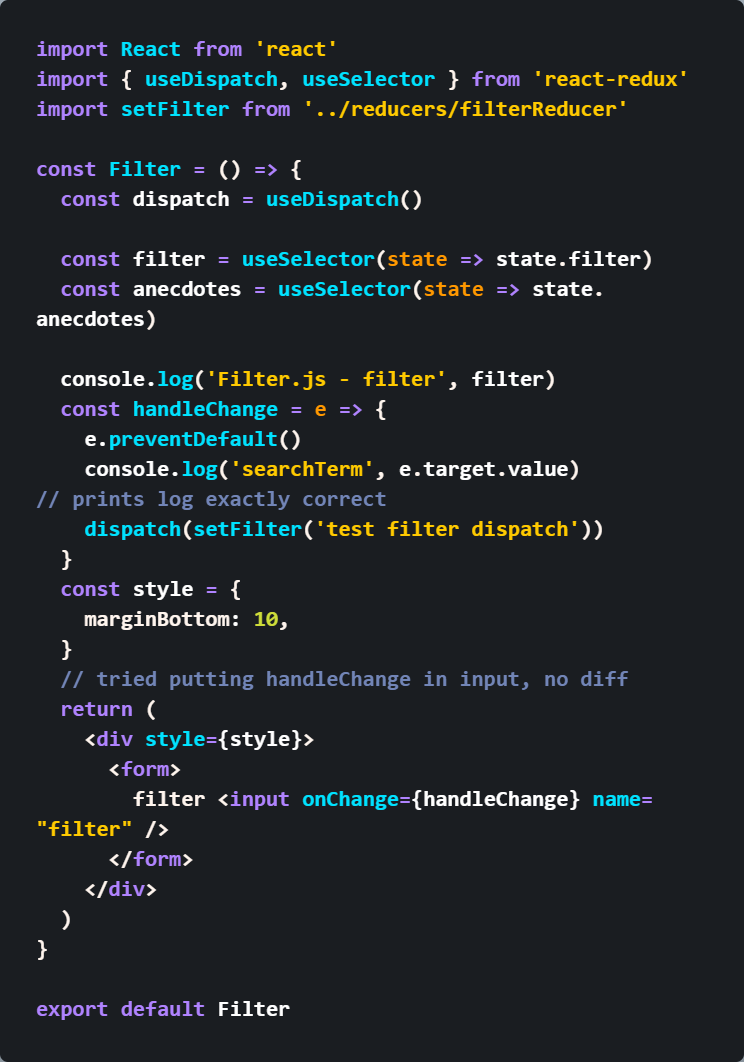 import React from 'react'
import { useDispatch, useSelector } from 'react-redux'
import setFilter from '../reducers/filterReducer'

const Filter = () => {
  const dispatch = useDispatch()

  const filter = useSelector(state => state.filter)
  const anecdotes = useSelector(state => state.
anecdotes)

  console.log('Filter.js - filter', filter)
  const handleChange = e => {
    e.preventDefault()
    console.log('searchTerm', e.target.value)
// prints log exactly correct
    dispatch(setFilter('test filter dispatch'))
  }
  const style = {
    marginBottom: 10,
  }
  // tried putting handleChange in input, no diff
  return (
    <div style={style}>
      <form>
        filter <input onChange={handleChange} name=
"filter" />
      </form>
    </div>
  )
}

export default Filter